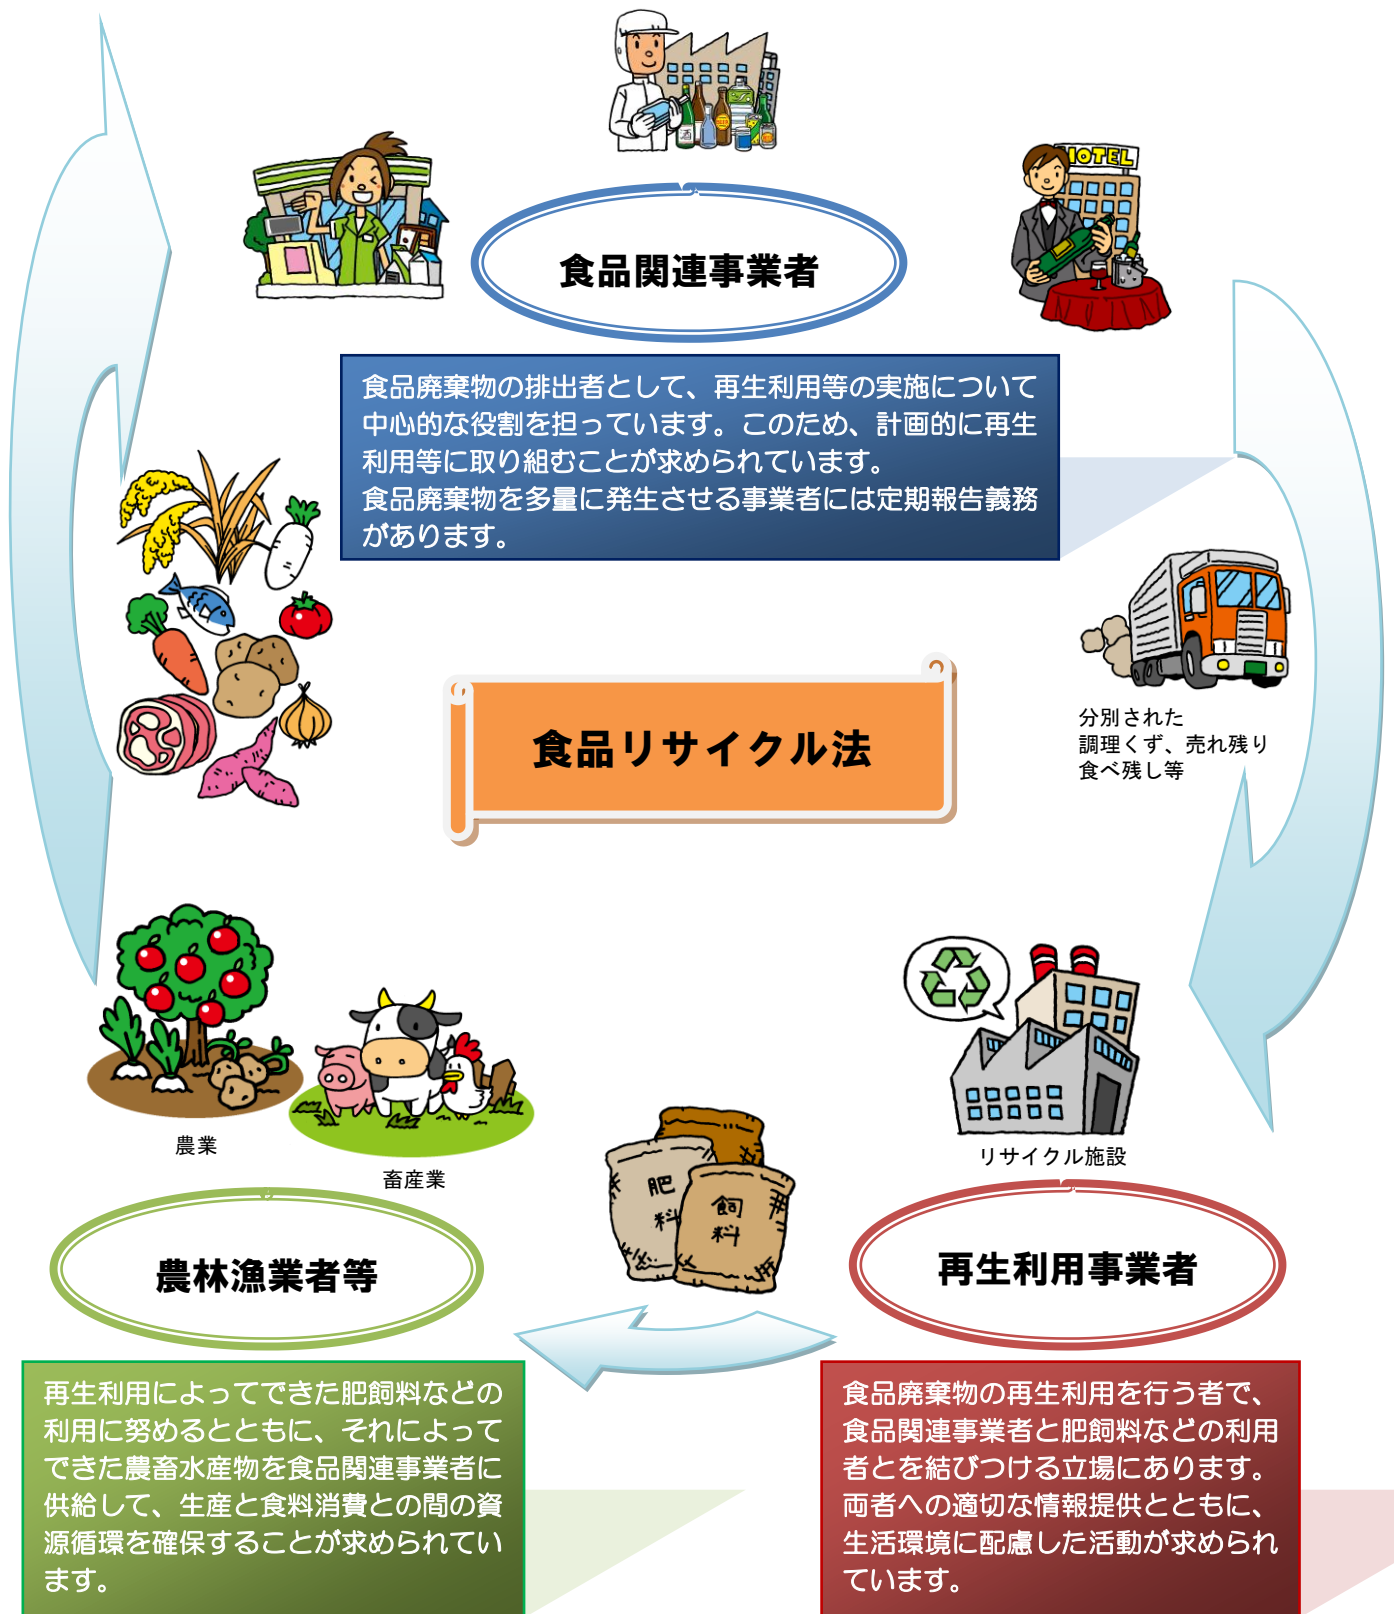 HOTEL
酒
食品関連事業者
食品廃棄物の排出者として、再生利用等の実施について
中心的な役割を担っています。このため、計画的に再生
利用等に取り組むことが求められています。
食品廃棄物を多量に発生させる事業者には定期報告義務
があります。
分別された
調理くず、売れ残り
食べ残し等
食品リサイクル法
農業
畜産業
リサイクル施設
肥
料
飼
料
農林漁業者等
再生利用事業者
再生利用によってできた肥飼料などの
利用に努めるとともに、それによって
できた農畜水産物を食品関連事業者に
供給して、生産と食料消費との間の資
源循環を確保することが求められてい
ます。
食品廃棄物の再生利用を行う者で、
食品関連事業者と肥飼料などの利用
者とを結びつける立場にあります。
両者への適切な情報提供とともに、
生活環境に配慮した活動が求められ
ています。